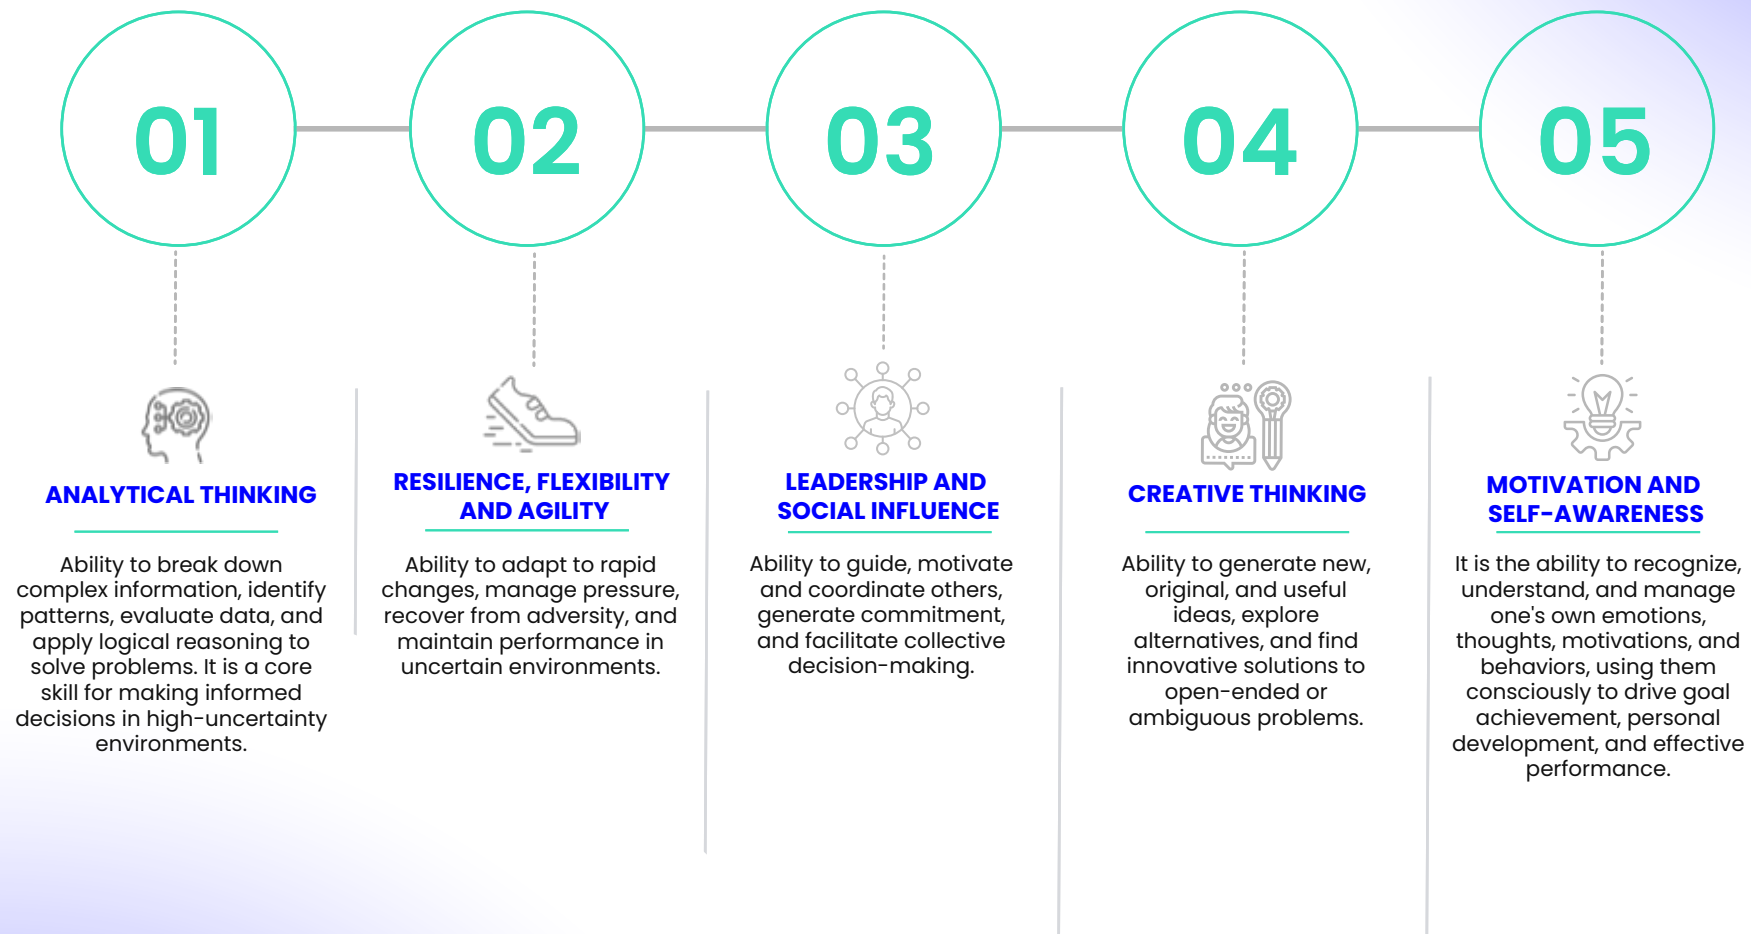 01
02
03
04
05
ANALYTICAL THINKING
Ability to break down
complex information, identify
patterns, evaluate data, and
apply logical reasoning to
solve problems. It is a core
skill for making informed
decisions in high-uncertainty
environments.
RESILIENCE, FLEXIBILITY
AND AGILITY
Ability to adapt to rapid
changes, manage pressure,
recover from adversity, and
maintain performance in
uncertain environments.
LEADERSHIP AND
SOCIAL INFLUENCE
Ability to guide, motivate
and coordinate others,
generate commitment,
and facilitate collective
decision-making.
CREATIVE THINKING
Ability to generate new,
original, and useful
ideas, explore
alternatives, and find
innovative solutions to
open-ended or
ambiguous problems.
MOTIVATION AND
SELF-AWARENESS
It is the ability to recognize,
understand, and manage
one's own emotions,
thoughts, motivations, and
behaviors, using them
consciously to drive goal
achievement, personal
development, and effective
performance.